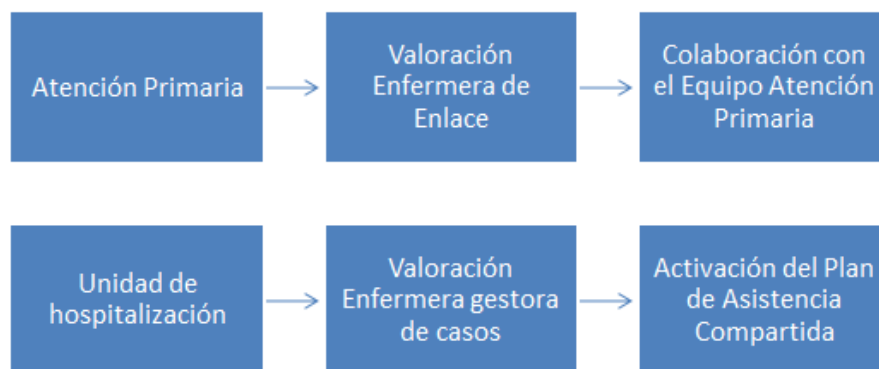 Atención Primaria
Valoración
Enfermera de
Enlace
Colaboración con
el Equipo Atención
Primaria
Unidad de
hospitalización
Valoración
Enfermera gestora
de casos
Activación del Plan
de Asistencia
Compartida